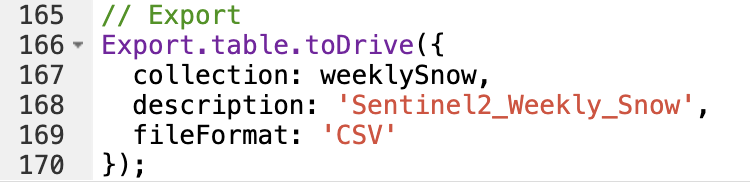 165 // Export
166 Export.table.toDrive({
167 collection: weeklySnow,
168 description: 'Sentinel2_Weekly_Snow',
169 fileFormat: 'CSV'
170 });